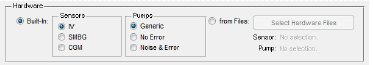 Hardware
Built-In:
Sensors
IV
SMBG
CGM
Pumps
Generic
No Error
Noise & Error
from Files:
Select Hardware Files
Sensor: No selection.
Pump: No selection.